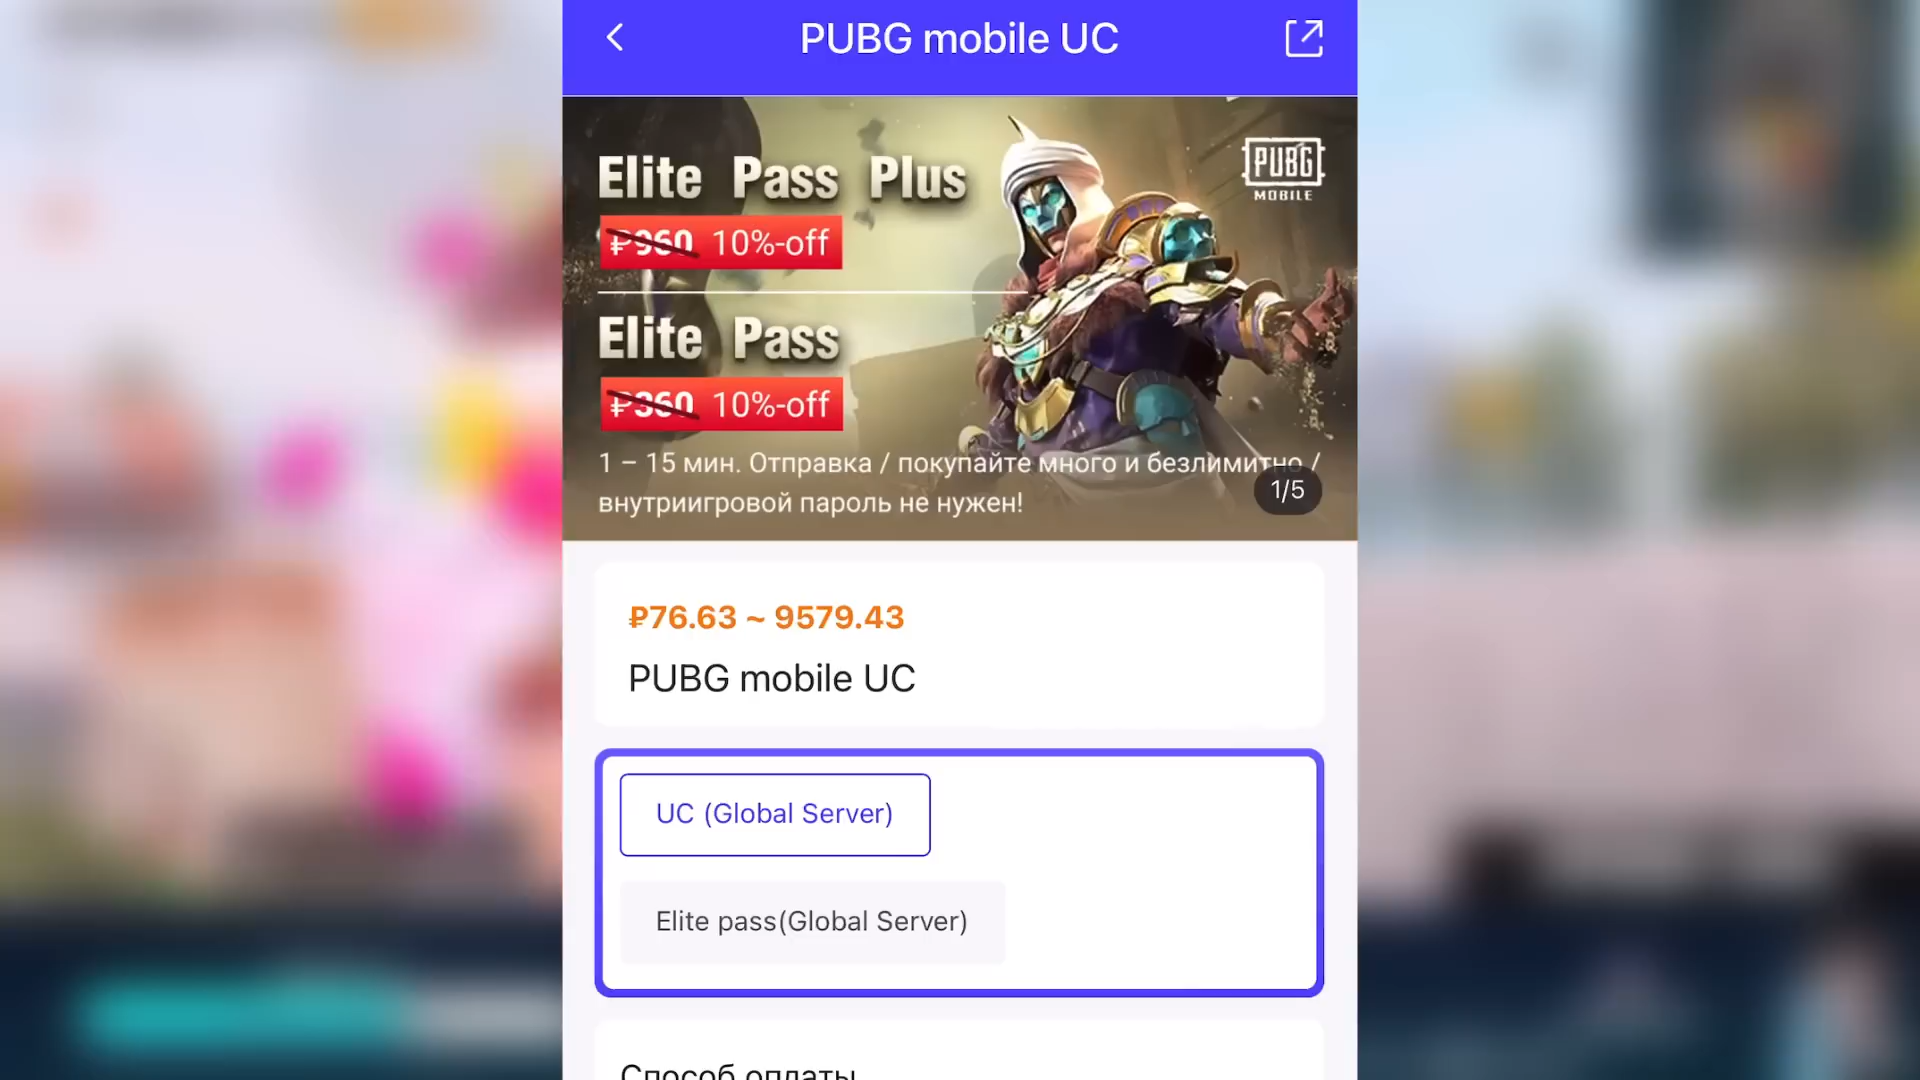 PUBG mobile UC
Elite Pass Plus
PUBG
MOBILE
₽960 10%-off
Elite Pass
₽360 10%-off
1 – 15 мин. Отправка / покупайте много и безлимитно /
внутриигровой пароль не нужен!
1/5
₽76.63 ~ 9579.43
PUBG mobile UC
UC (Global Server)
Elite pass(Global Server)
Способ оплаты